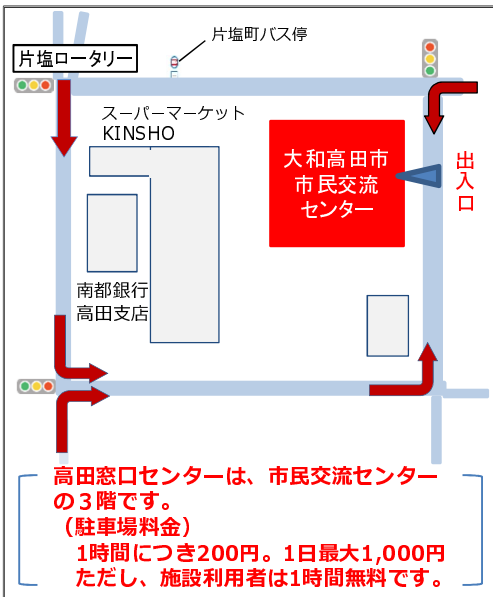 片塩町バス停
片塩ロータリー
スーパーマーケット
KINSHO
大和高田市
市民交流
センター
出入口
南都銀行
高田支店
高田窓口センターは、市民交流センター
の３階です。
（駐車場料金）
1時間につき200円。1日最大1,000円
ただし、施設利用者は1時間無料です。